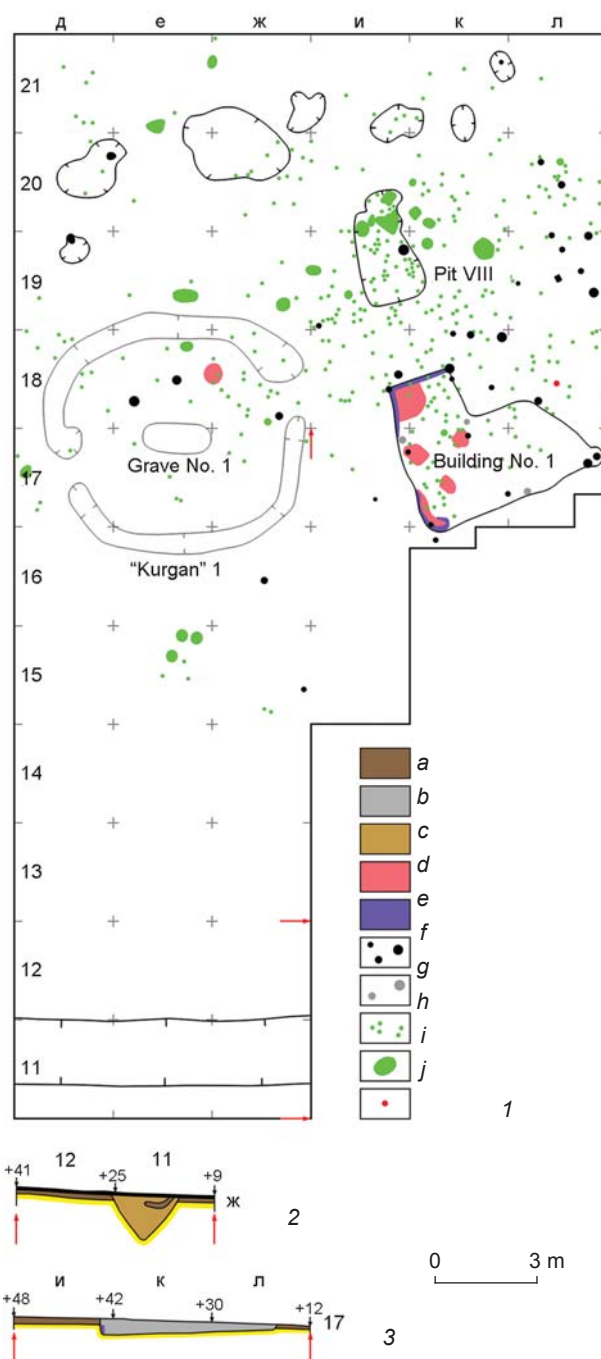 д е ж и к л
21
20
19
Pit VIII
18
Grave No. 1
Building No. 1
17
"Kurgan" 1
16
15
14
a
b
c
13
d
e
f
12
g
h
i
11
j
1
12 11
+41 +25 +9
ж
2
0 3 m
и к л
+48 +42 +30 +12
17
3